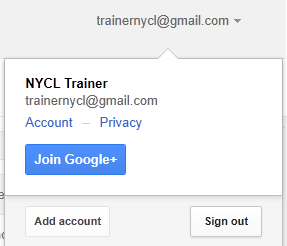 trainernycl@gmail.com
NYCL Trainer
trainernycl@gmail.com
Account – Privacy
Join Google+
Add account Sign out